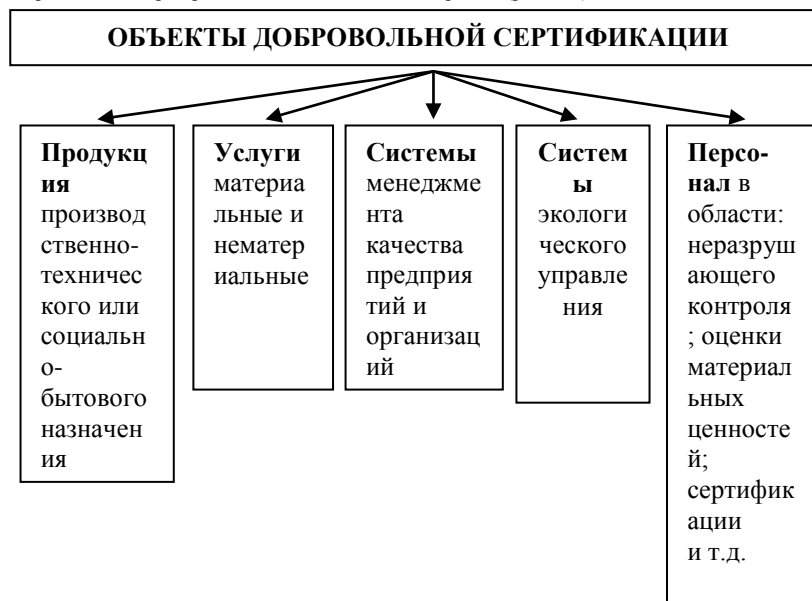 ОБЪЕКТЫ ДОБРОВОЛЬНОЙ СЕРТИФИКАЦИИ
Продукц
ия
производ
ственно-
техничес
кого или
социальн
о-
бытового
назначен
ия
Услуги
материа
льные и
нематер
иальные
Системы
менеджме
нта
качества
предприя
тий и
организац
ий
Систем
ы
экологи
ческого
управле
ния
Персо-
нал в
области:
неразруш
ающего
контроля
; оценки
материал
ьных
ценносте
й;
сертифик
ации
и т.д.